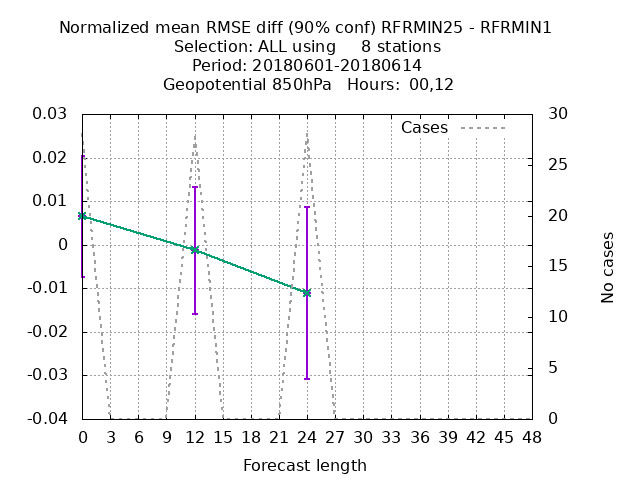 Normalized mean RMSE diff (90% conf) RFRMIN25 - RFRMIN1
Selection: ALL using     8 stations
Period: 20180601-20180614
Geopotential 850hPa   Hours:  00,12
Cases
0.03
0.02
0.01
0
-0.01
-0.02
-0.03
-0.04
30
25
20
15
10
5
0
No cases
0 3 6 9 12 15 18 21 24 27 30 33 36 39 42 45 48
Forecast length